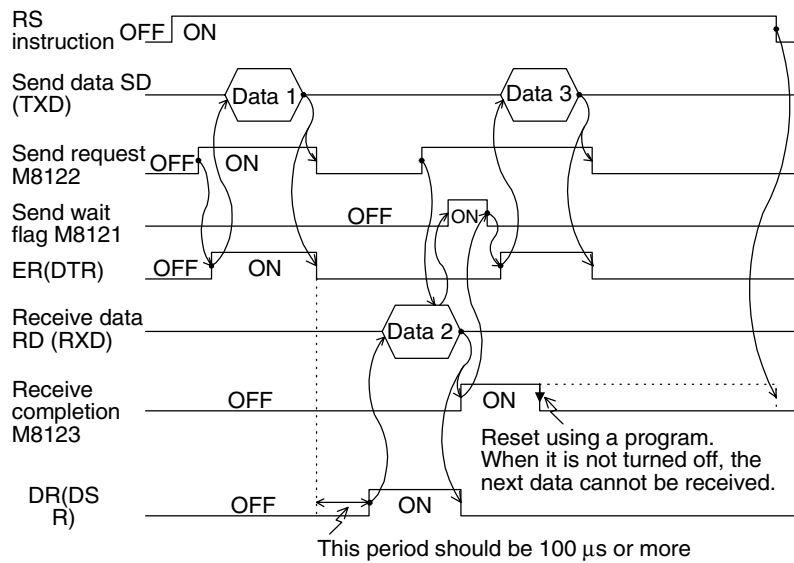 RS
instruction
OFF ON
Send data SD
(TXD)
Data 1
Data 3
Send request
M8122
OFF
ON
Send wait
flag M8121
OFF
ON
ER(DTR)
OFF
ON
Receive data
RD (RXD)
Data 2
Receive
completion
M8123
OFF
ON
Reset using a program.
When it is not turned off, the
next data cannot be received.
DR(DS
R)
OFF
ON
This period should be 100 μs or more